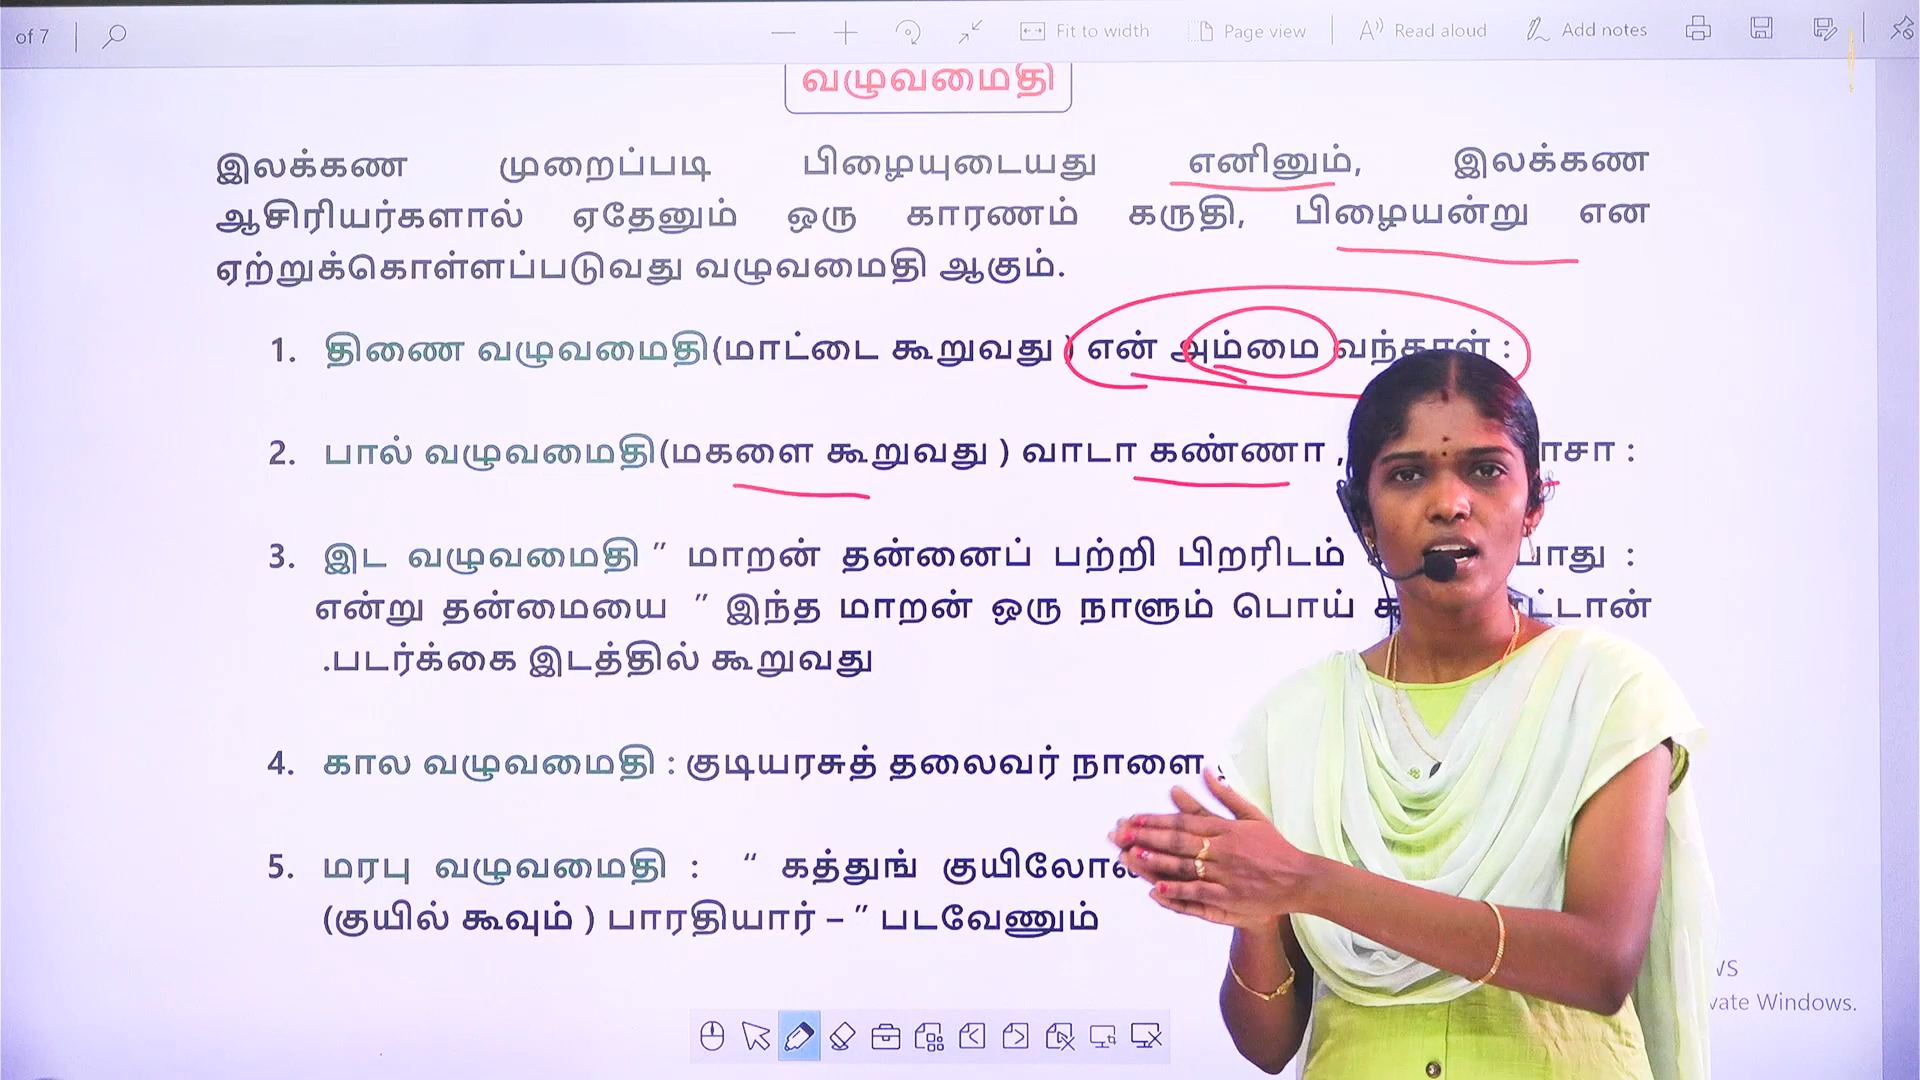 of 7 Fit to width Page view Read aloud Add notes
வழுவமைதி
இலக்கண முறைப்படி பிழையுடையது எனினும், இலக்கண
ஆசிரியர்களால் ஏதேனும் ஒரு காரணம் கருதி, பிழையன்று என
ஏற்றுக்கொள்ளப்படுவது வழுவமைதி ஆகும்.
1. திணை வழுவமைதி(மாட்டை கூறுவது ) என் அம்மை வந்தாள் :
2. பால் வழுவமைதி(மகளை கூறுவது ) வாடா கண்ணா , :
3. இட வழுவமைதி ” மாறன் தன்னைப் பற்றி பிறரிடம் :
என்று தன்மையை ” இந்த மாறன் ஒரு நாளும் பொய்
.படர்க்கை இடத்தில் கூறுவது
4. கால வழுவமைதி : குடியரசுத் தலைவர் நாளை
5. மரபு வழுவமைதி : “ கத்துங்
(குயில் கூவும் ) பாரதியார் – ” படவேணும்
Windows.